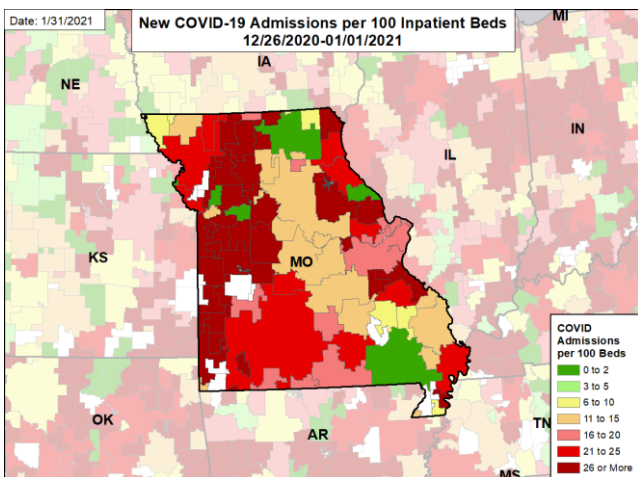 Date: 1/31/2021
New COVID-19 Admissions per 100 Inpatient Beds
12/26/2020-01/01/2021
MI
IA
NE
IN
IL
KS
MO
COVID
Admissions
per 100 Beds
0 to 2
3 to 5
6 to 10
11 to 15
16 to 20
21 to 25
26 or More
OK
TN
AR
MS